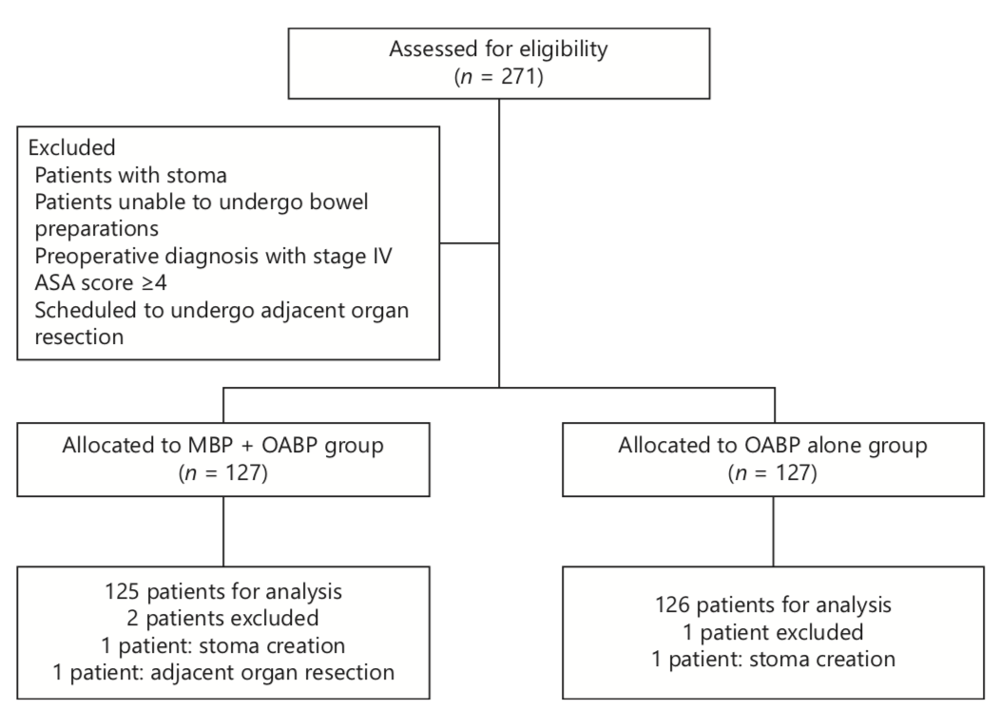 Assessed for eligibility
(n = 271)
Excluded
Patients with stoma
Patients unable to undergo bowel
preparations
Preoperative diagnosis with stage IV
ASA score ≥4
Scheduled to undergo adjacent organ
resection
Allocated to MBP + OABP group
(n = 127)
Allocated to OABP alone group
(n = 127)
125 patients for analysis
2 patients excluded
1 patient: stoma creation
1 patient: adjacent organ resection
126 patients for analysis
1 patient excluded
1 patient: stoma creation